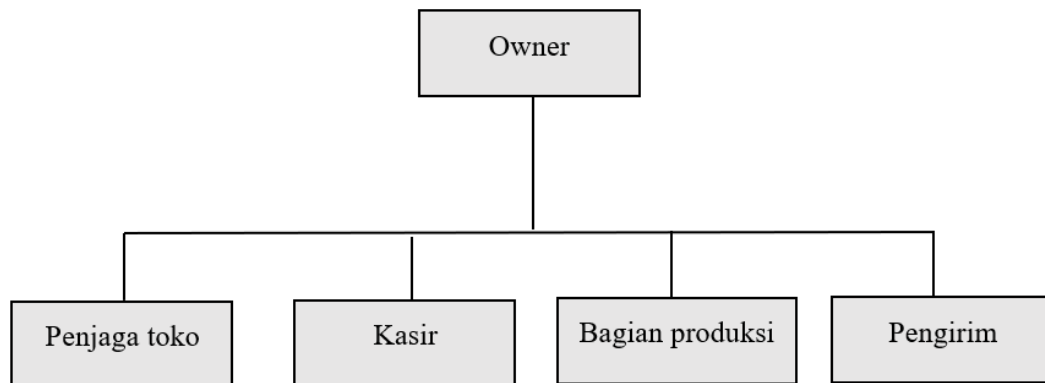 Owner
Penjaga toko
Kasir
Bagian produksi
Pengirim